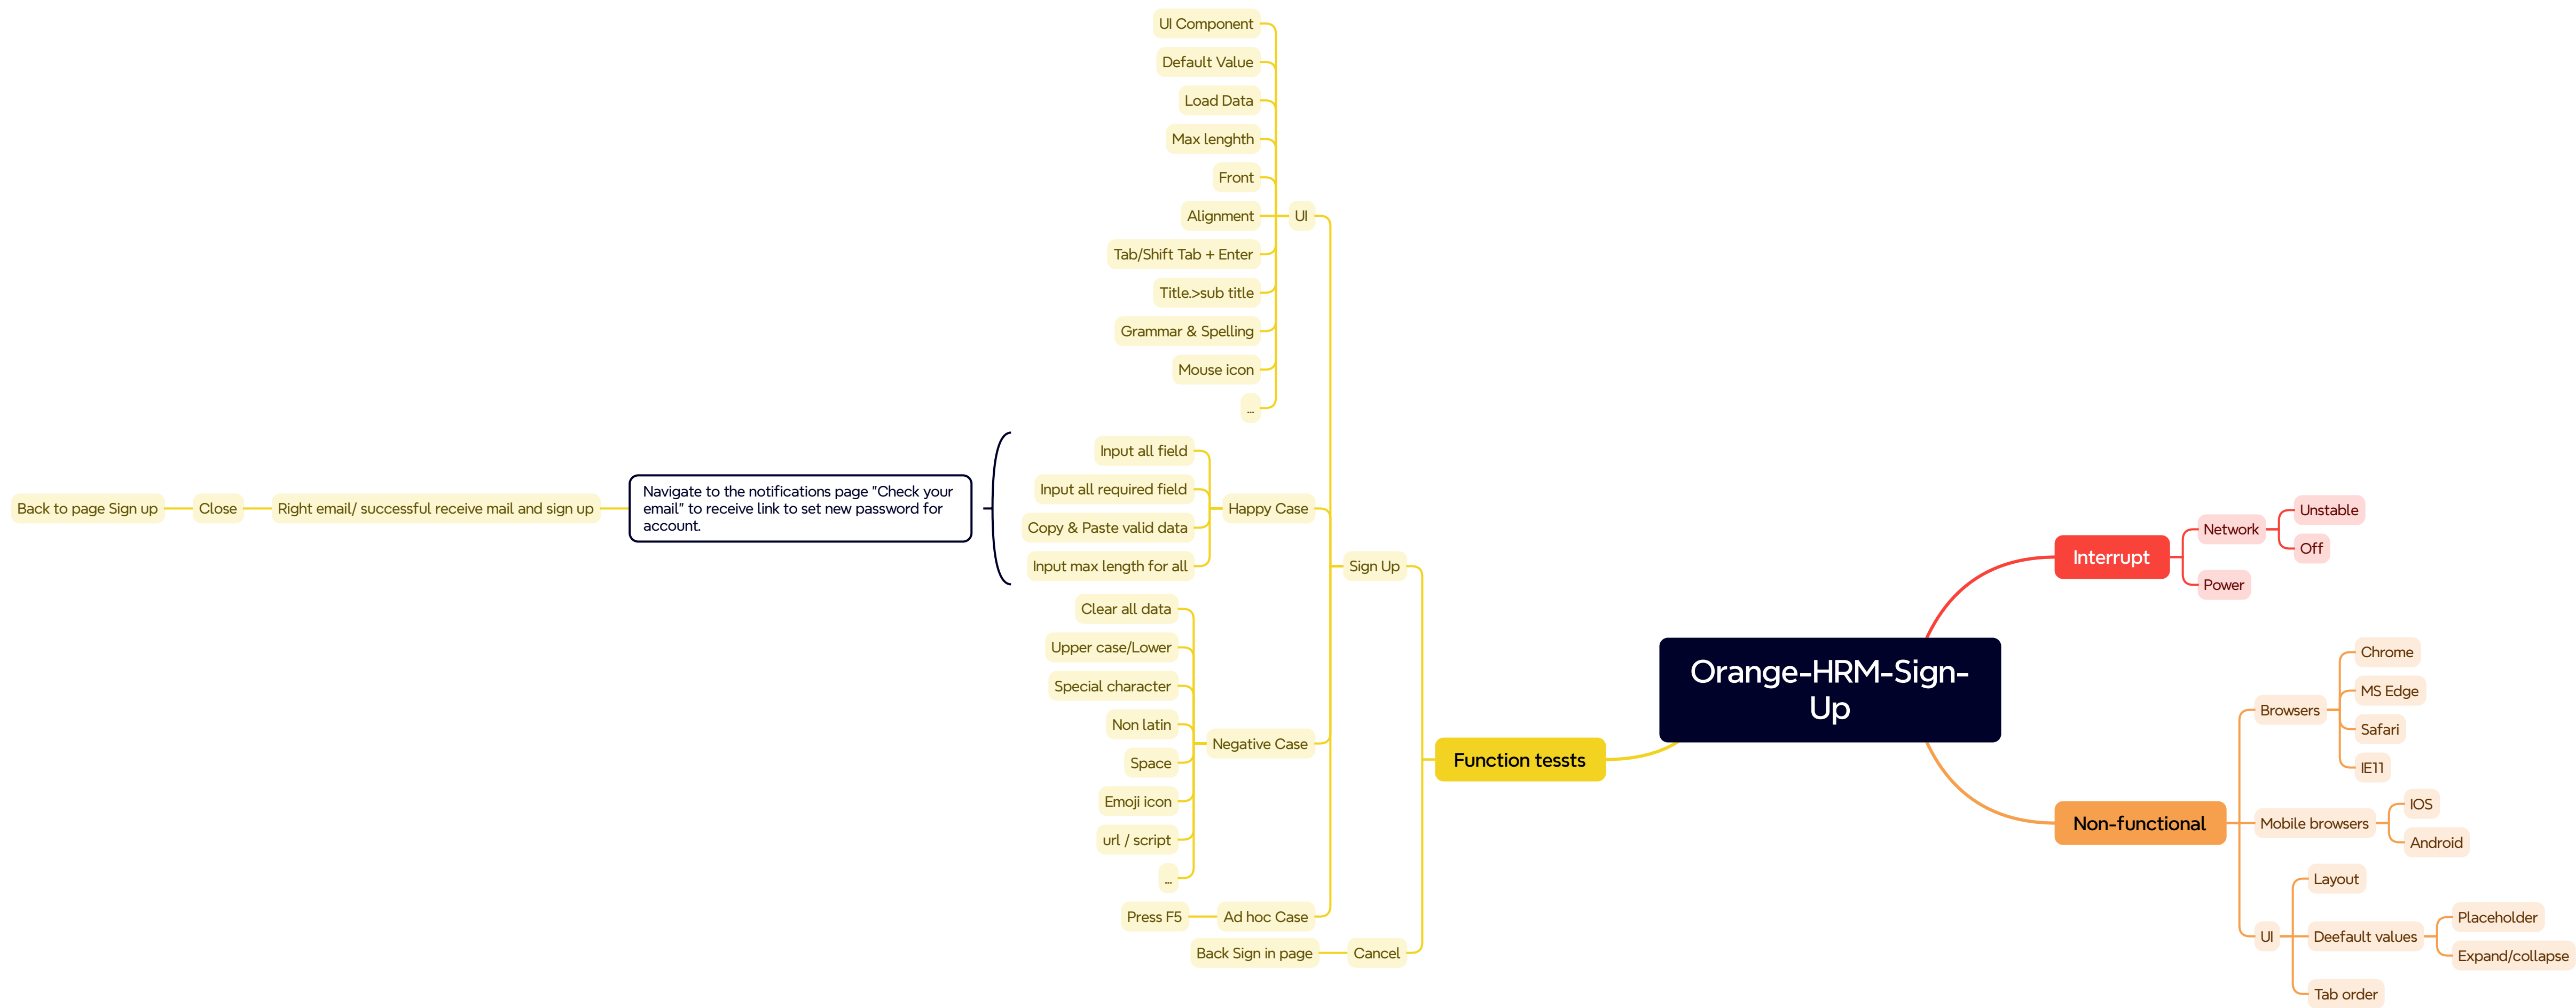 Orange-HRM-Sign-
Up
Function tessts
Sign Up
UI
UI Component
Default Value
Load Data
Max lenghth
Front
Alignment
Tab/Shift Tab + Enter
Title.>sub title
Grammar & Spelling
Mouse icon
...
Happy Case
Input all field
Input all required field
Copy & Paste valid data
Input max length for all
Navigate to the notifications page "Check your
email" to receive link to set new password for
account.
Right email/ successful receive mail and sign up
Close
Back to page Sign up
Negative Case
Clear all data
Upper case/Lower
Special character
Non latin
Space
Emoji icon
url / script
...
Ad hoc Case
Press F5
Cancel
Back Sign in page
Interrupt
Network
Unstable
Off
Power
Non-functional
Browsers
Chrome
MS Edge
Safari
IE11
Mobile browsers
IOS
Android
UI
Layout
Deefault values
Placeholder
Expand/collapse
Tab order